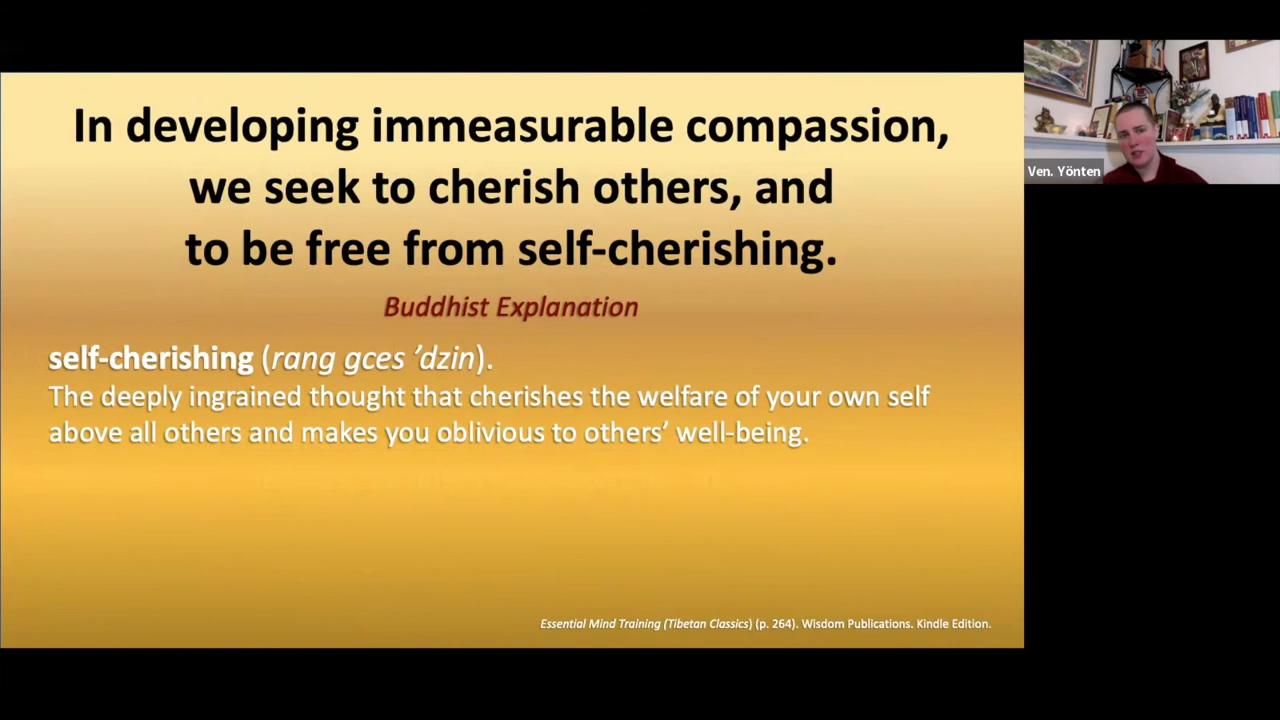 In developing immeasurable compassion,
we seek to cherish others, and
to be free from self-cherishing.
Buddhist Explanation
self-cherishing (rang gces ’dzin).
The deeply ingrained thought that cherishes the welfare of your own self
above all others and makes you oblivious to others’ well-being.
Essential Mind Training (Tibetan Classics) (p. 264). Wisdom Publications. Kindle Edition.
Ven. Yönten